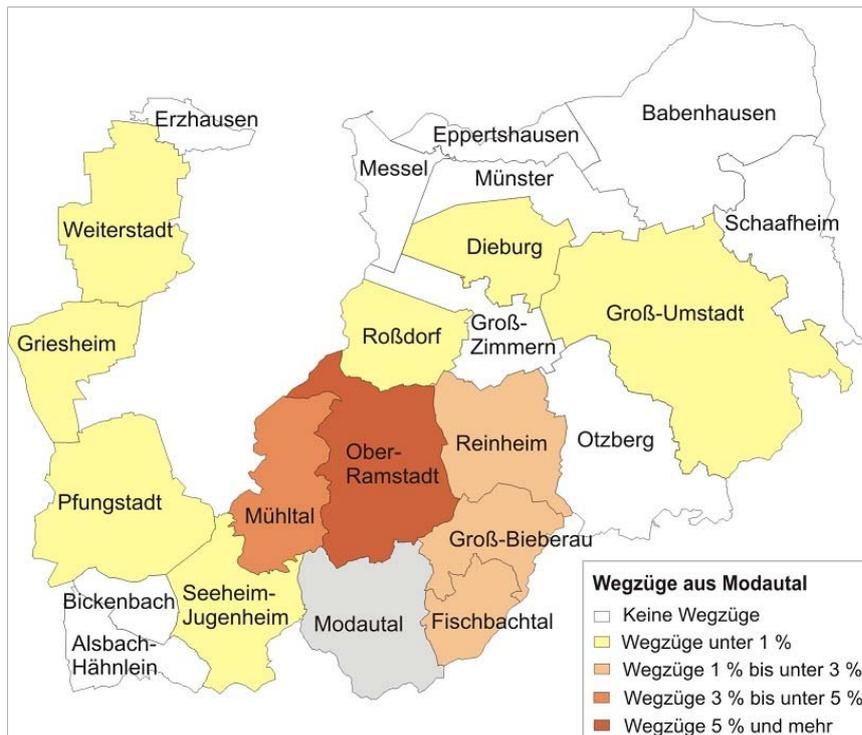 Erzhausen
Babenhausen
Eppertshausen
Messel
Münster
Schaafheim
Weiterstadt
Dieburg
Groß-Umstadt
Griesheim
Roßdorf
Groß-
Zimmern
Reinheim
Otzberg
Ober-
Ramstadt
Pfungstadt
Mühltal
Groß-Bieberau
Bickenbach
Seeheim-
Jugenheim
Modautal
Fischbachtal
Alsbach-
Hähnlein
Wegzüge aus Modautal
Keine Wegzüge
Wegzüge unter 1 %
Wegzüge 1 % bis unter 3 %
Wegzüge 3 % bis unter 5 %
Wegzüge 5 % und mehr